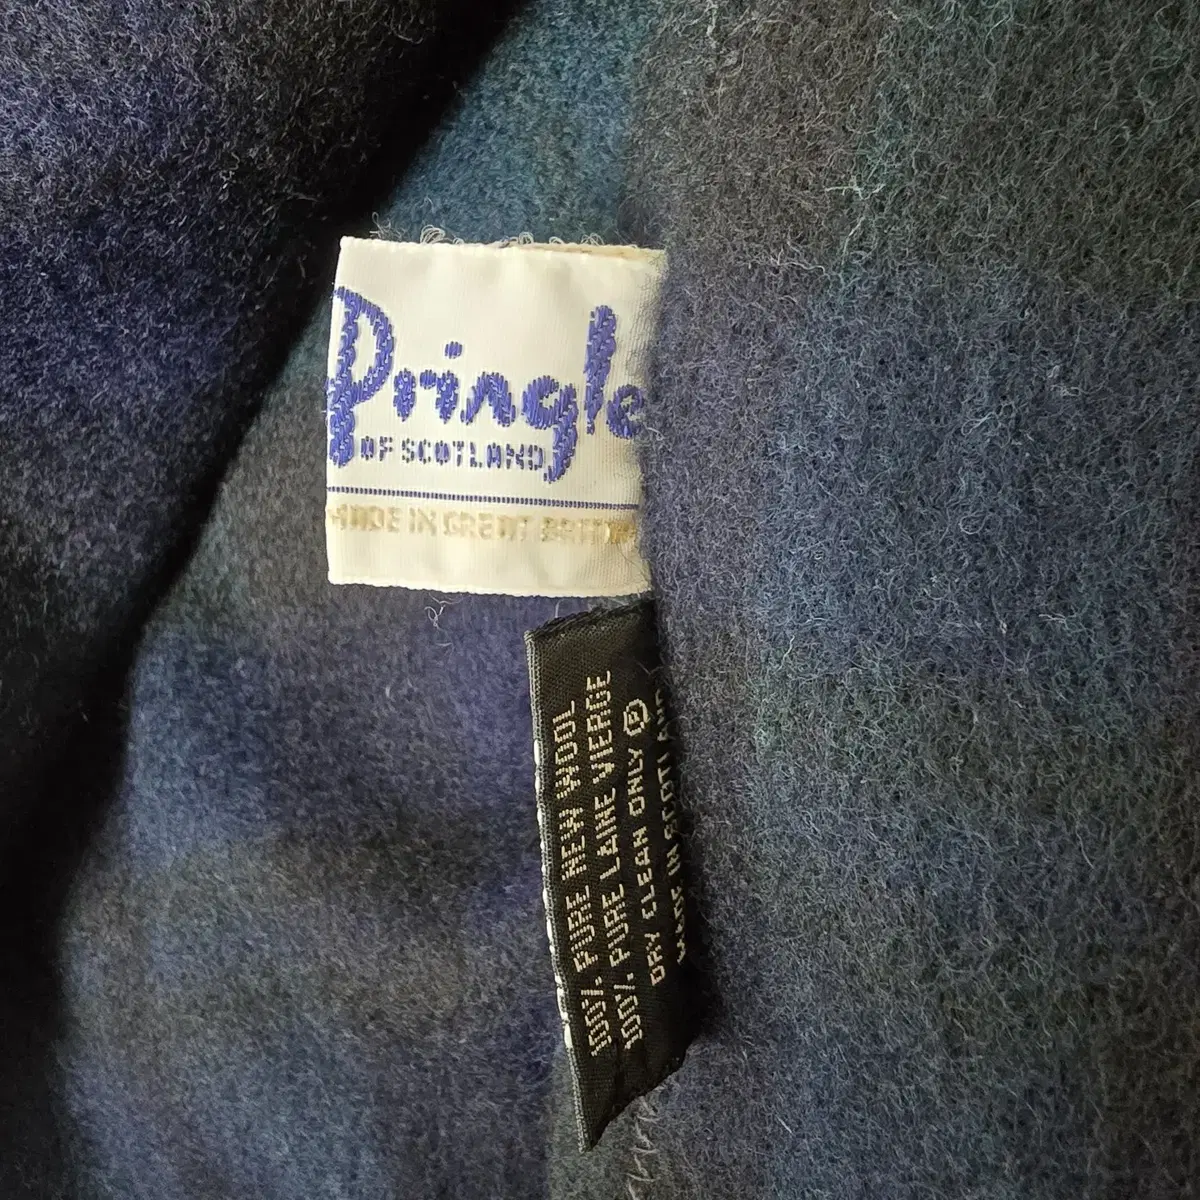 Pringle
OF SCOTLAND
MADE IN GREAT BRITAIN
100% PURE NEW WOOL
100% PURE LAINE VIERGE
DRY CLEAN ONLY Ⓟ
MADE IN SCOTLAND